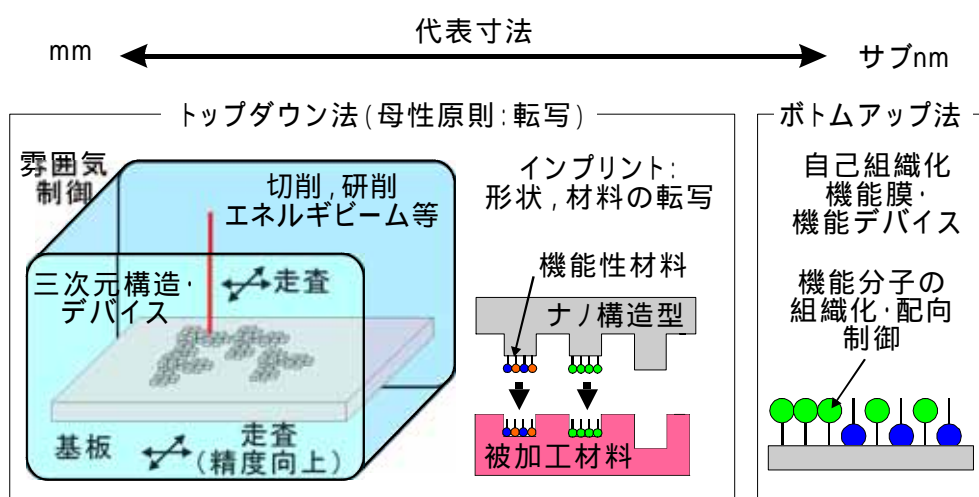 代表寸法
mm
サブnm
トップダウン法(母性原則:転写)
雰囲気
制御
切削,研削
エネルギビーム等
三次元構造・
デバイス
走査
基板
走査
(精度向上)
インプリント:
形状,材料の転写
機能性材料
ナノ構造型
被加工材料
ボトムアップ法
自己組織化
機能膜・
機能デバイス
機能分子の
組織化・配向
制御